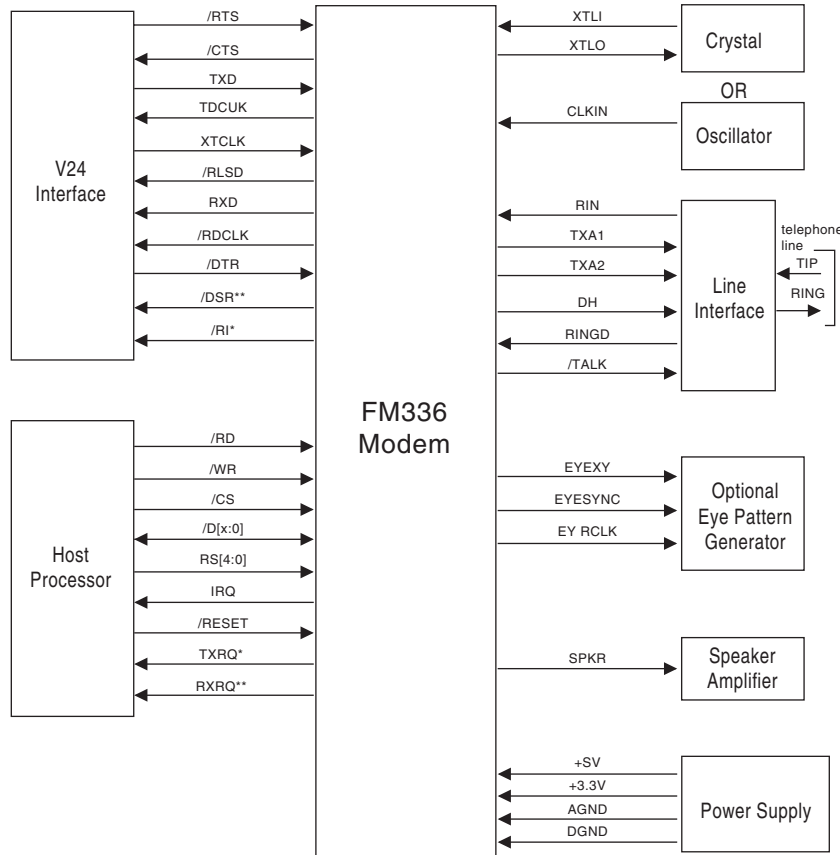 /RTS
/CTS
TXD
TDCUK
XTCLK
/RLSD
RXD
/RDCLK
/DTR
/DSR**
/RI*
V24
Interface
/RD
/WR
/CS
/D[x:0]
RS[4:0]
IRQ
/RESET
TXRQ*
RXRQ**
Host
Processor
FM336
Modem
XTLI
XTLO
Crystal
OR
CLKIN
Oscillator
RIN
TXA1
TXA2
DH
RINGD
/TALK
Line
Interface
telephone
line
TIP
RING
EYEXY
EYESYNC
EY RCLK
Optional
Eye Pattern
Generator
SPKR
Speaker
Amplifier
+SV
+3.3V
AGND
DGND
Power Supply